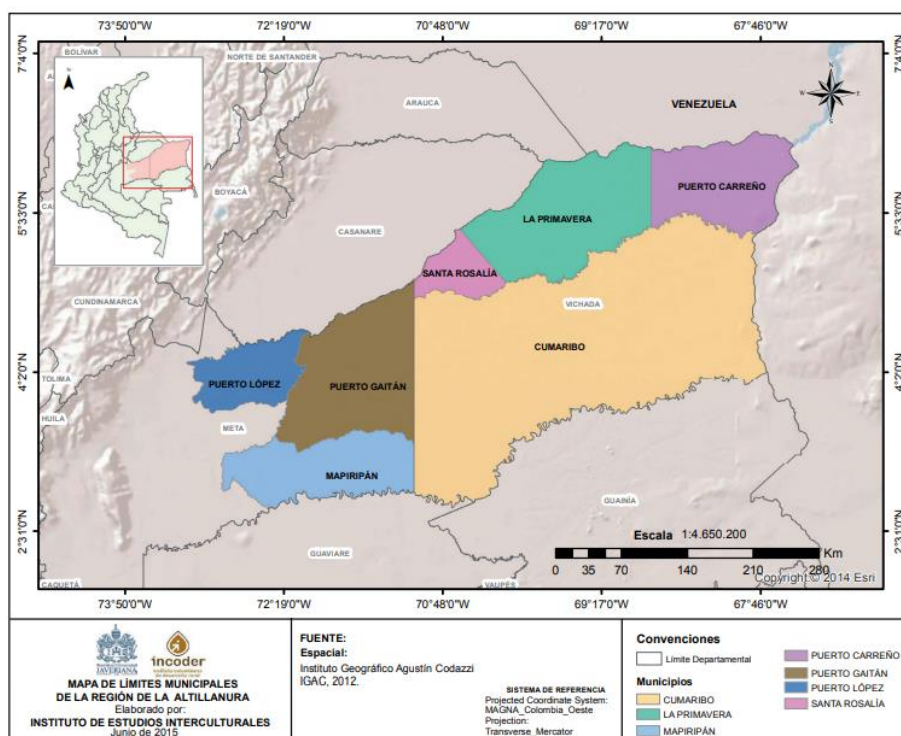 73°50'0"W 72°19'0"W 70°48'0"W 69°17'0"W 67°46'0"W
7°4'0"N
5°33'0"N
4°2'0"N
2°31'0"N
BOLÍVAR
NORTE DE SANTANDER
ARAUCA
VENEZUELA
N
W E
S
N
BOYACÁ
PUERTO CARREÑO
LA PRIMAVERA
CASANARE
SANTA ROSALÍA
CUNDINAMARCA
VICHADA
CUMARIBO
TOLIMA
PUERTO LÓPEZ
PUERTO GAITÁN
HUILA
META
MAPIRIPÁN
GUAINÍA
GUAVIARE
CAQUETÁ
VAUPÉS
Escala 1:4.650.200
Km
0 35 70 140 210 280
Copyright:© 2014 Esri
7°4'0"N
5°33'0"N
4°2'0"N
2°31'0"N
73°50'0"W 72°19'0"W 70°48'0"W 69°17'0"W 67°46'0"W
JAVERIANA
incoder
MAPA DE LÍMITES MUNICIPALES
DE LA REGIÓN DE LA ALTILLANURA
Elaborado por:
INSTITUTO DE ESTUDIOS INTERCULTURALES
Junio de 2015
FUENTE:
Espacial:
Instituto Geográfico Agustín Codazzi
IGAC, 2012.
SISTEMA DE REFERENCIA
Projected Coordinate System:
MAGNA_Colombia_Oeste
Projection:
Transverse_Mercator
Convenciones
Límite Departamental
Municipios
CUMARIBO
LA PRIMAVERA
MAPIRIPÁN
PUERTO CARREÑO
PUERTO GAITÁN
PUERTO LÓPEZ
SANTA ROSALÍA